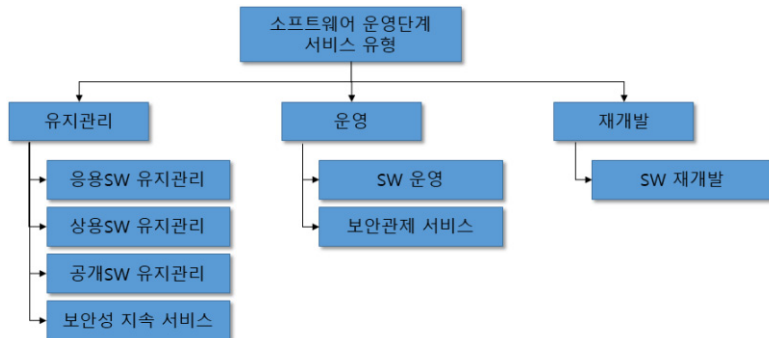 소프트웨어 운영단계
서비스 유형
유지관리
운영
재개발
응용SW 유지관리
SW 운영
SW 재개발
상용SW 유지관리
보안관제 서비스
공개SW 유지관리
보안성 지속 서비스